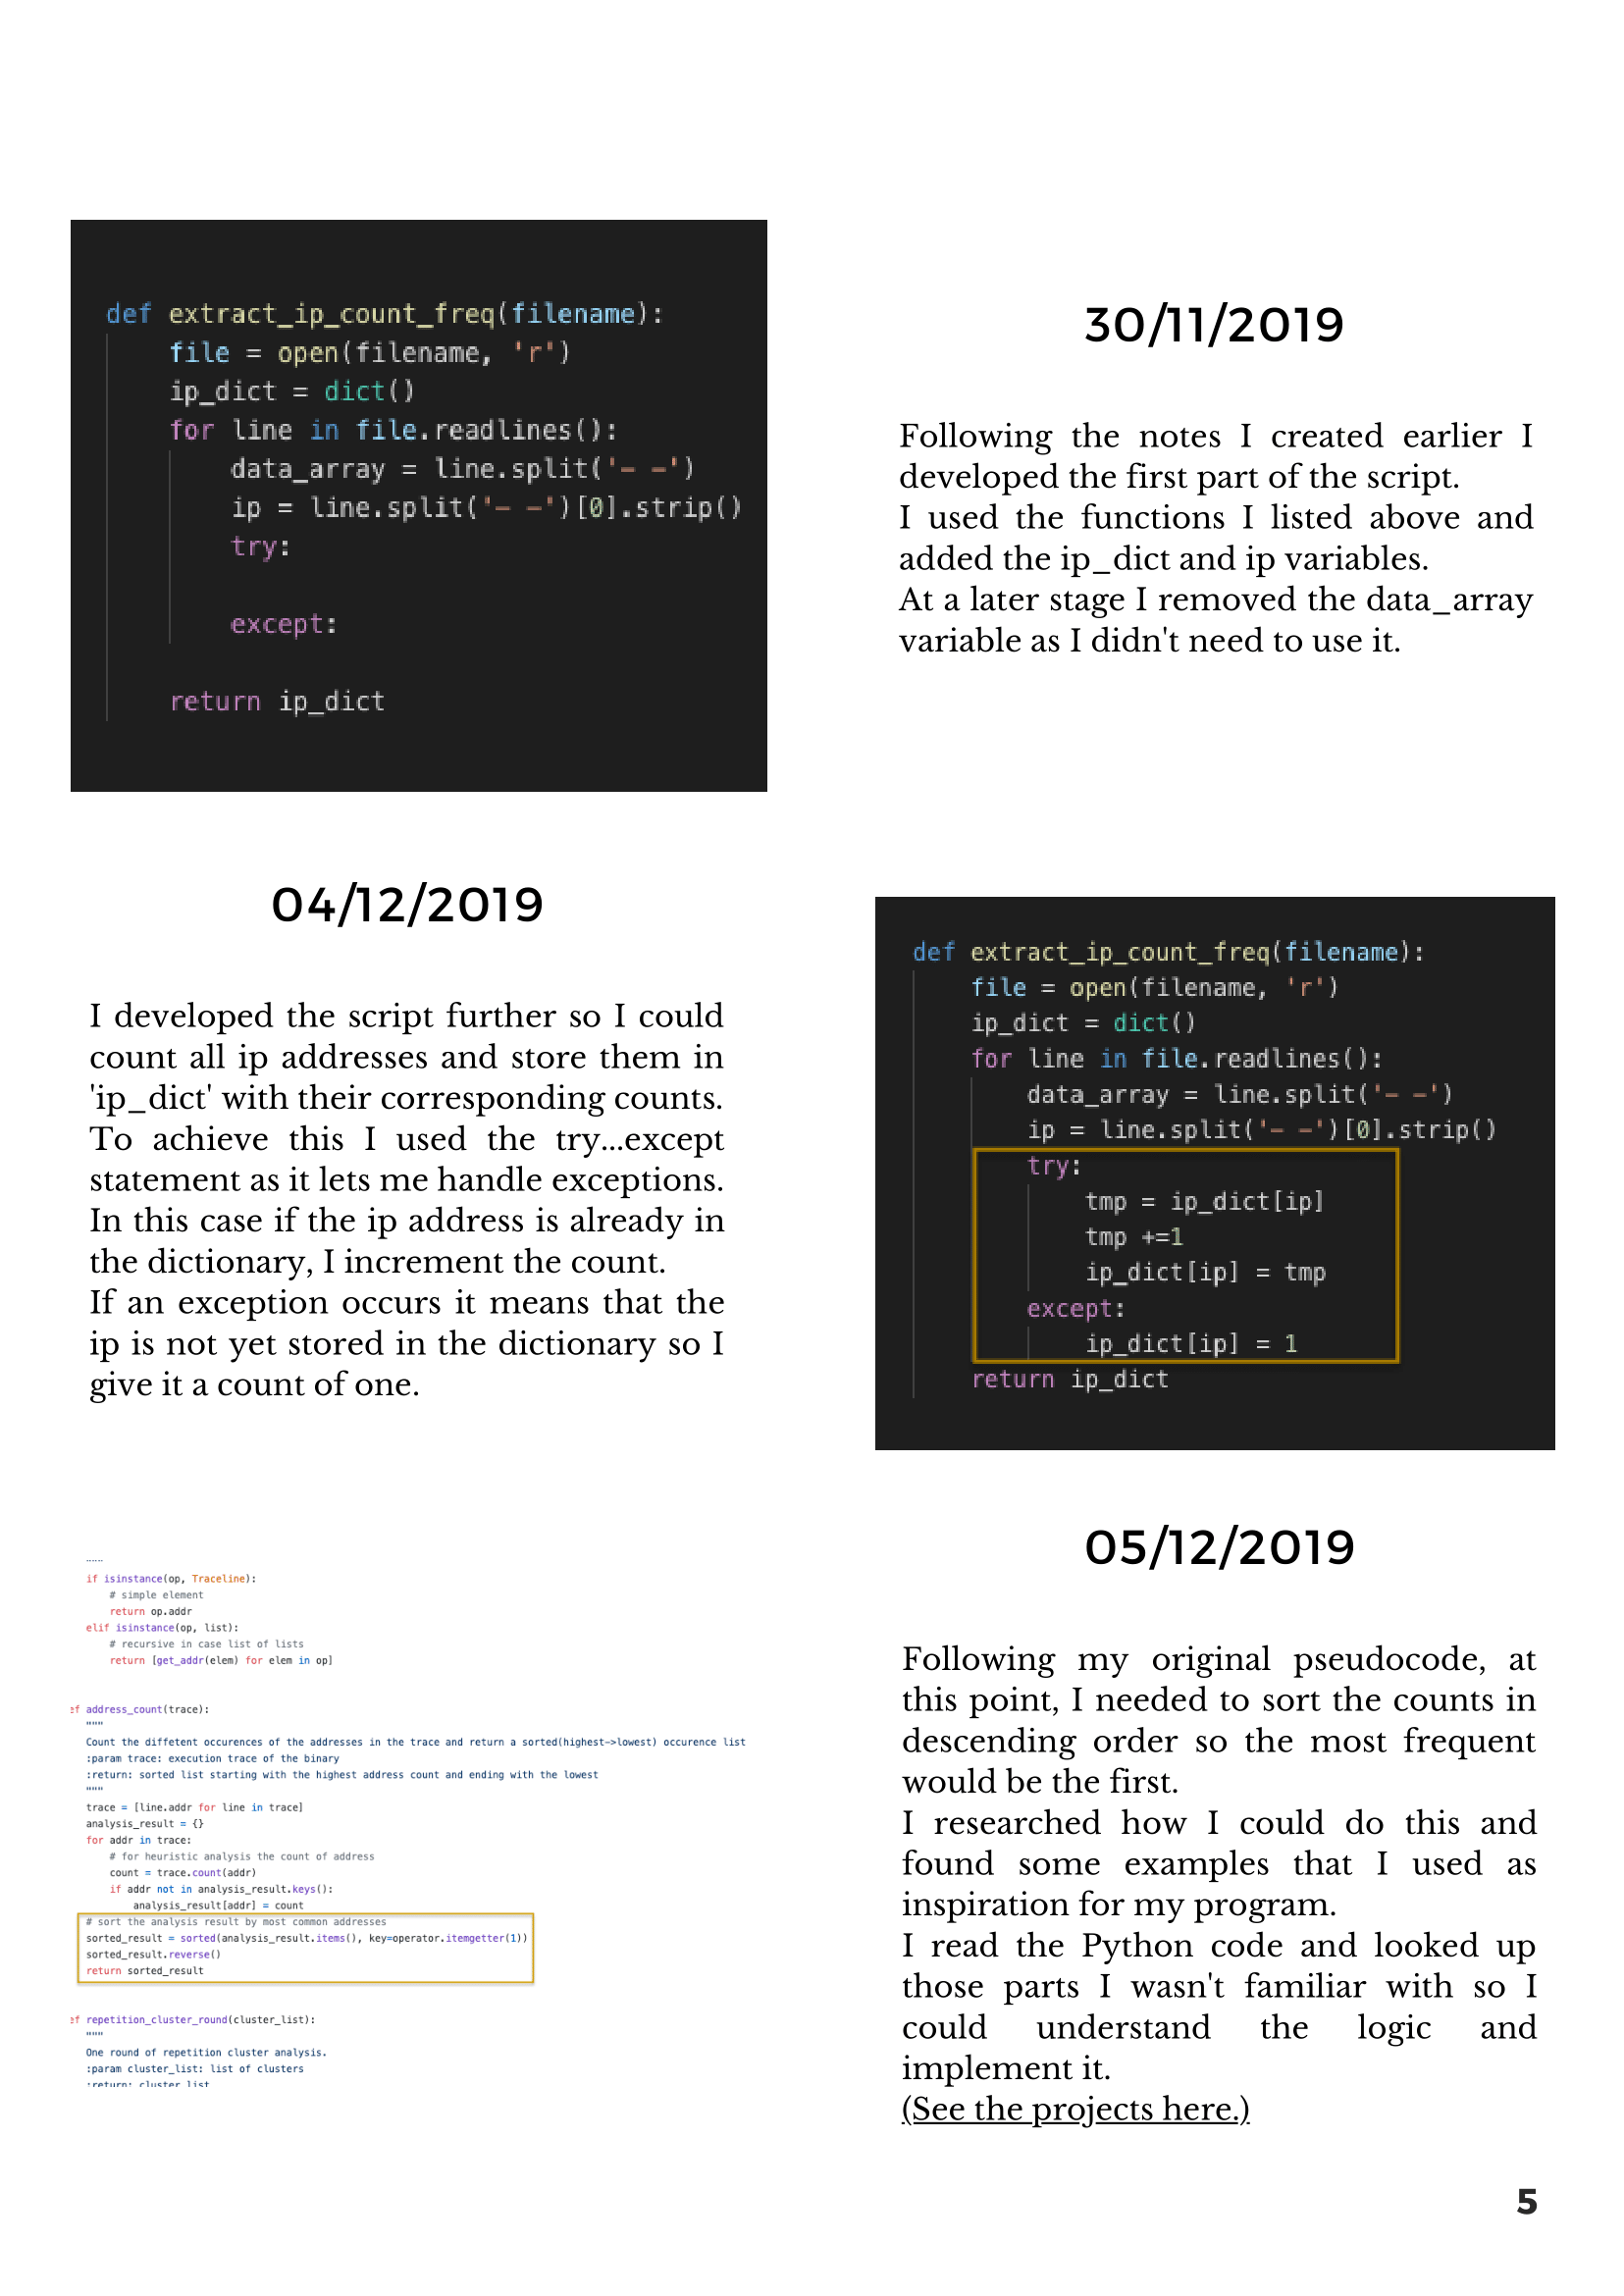 def extract_ip_count_freq(filename):
file = open(filename, 'r')
ip_dict = dict()
for line in file.readlines():
data_array = line.split('- -')
ip = line.split('- -')[0].strip()
try:
except:
return ip_dict
30/11/2019
Following the notes I created earlier I
developed the first part of the script.
I used the functions I listed above and
added the ip_dict and ip variables.
At a later stage I removed the data_array
variable as I didn't need to use it.
04/12/2019
I developed the script further so I could
count all ip addresses and store them in
'ip_dict' with their corresponding counts.
To achieve this I used the try...except
statement as it lets me handle exceptions.
In this case if the ip address is already in
the dictionary, I increment the count.
If an exception occurs it means that the
ip is not yet stored in the dictionary so I
give it a count of one.
def extract_ip_count_freq(filename):
file = open(filename, 'r')
ip_dict = dict()
for line in file.readlines():
data_array = line.split('- -')
ip = line.split('- -')[0].strip()
try:
tmp = ip_dict[ip]
tmp +=1
ip_dict[ip] = tmp
except:
ip_dict[ip] = 1
return ip_dict
if isinstance(op, Traceline):
# simple element
return op.addr
elif isinstance(op, list):
# recursive in case list of lists
return [get_addr(elem) for elem in op]
ef address_count(trace):
"""
Count the diffetent occurences of the addresses in the trace and return a sorted(highest->lowest) occurence list
:param trace: execution trace of the binary
:return: sorted list starting with the highest address count and ending with the lowest
"""
trace = [line.addr for line in trace]
analysis_result = {}
for addr in trace:
# for heuristic analysis the count of address
count = trace.count(addr)
if addr not in analysis_result.keys():
analysis_result[addr] = count
# sort the analysis result by most common addresses
sorted_result = sorted(analysis_result.items(), key=operator.itemgetter(1))
sorted_result.reverse()
return sorted_result
ef repetition_cluster_round(cluster_list):
"""
One round of repetition cluster analysis.
:param cluster_list: list of clusters
:return: cluster list
05/12/2019
Following my original pseudocode, at
this point, I needed to sort the counts in
descending order so the most frequent
would be the first.
I researched how I could do this and
found some examples that I used as
inspiration for my program.
I read the Python code and looked up
those parts I wasn't familiar with so I
could understand the logic and
implement it.
(See the projects here.)
5